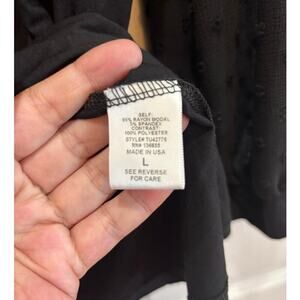 SELF:
95% RAYON MODAL
5% SPANDEX
CONTRAST:
100% POLYESTER
STYLE# TU42775
RN# 134855
MADE IN USA
L
SEE REVERSE
FOR CARE.